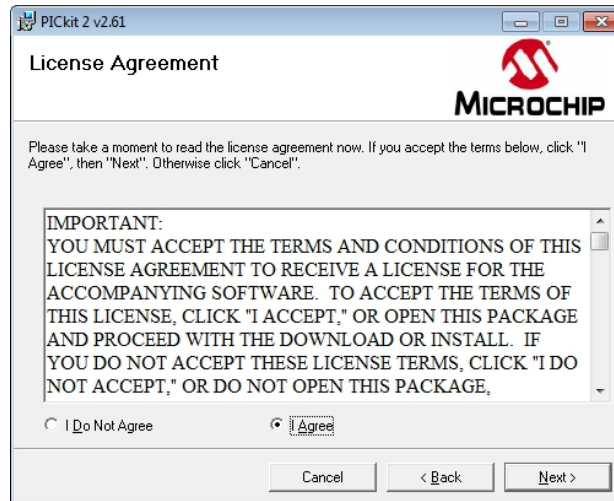 PICkit 2 v2.61
License Agreement
MICROCHIP
Please take a moment to read the license agreement now. If you accept the terms below, click "I
Agree", then "Next". Otherwise click "Cancel".
IMPORTANT:
YOU MUST ACCEPT THE TERMS AND CONDITIONS OF THIS
LICENSE AGREEMENT TO RECEIVE A LICENSE FOR THE
ACCOMPANYING SOFTWARE.  TO ACCEPT THE TERMS OF
THIS LICENSE, CLICK "I ACCEPT," OR OPEN THIS PACKAGE
AND PROCEED WITH THE DOWNLOAD OR INSTALL.  IF
YOU DO NOT ACCEPT THESE LICENSE TERMS, CLICK "I DO
NOT ACCEPT," OR DO NOT OPEN THIS PACKAGE,
I Do Not Agree I Agree
Cancel < Back Next >